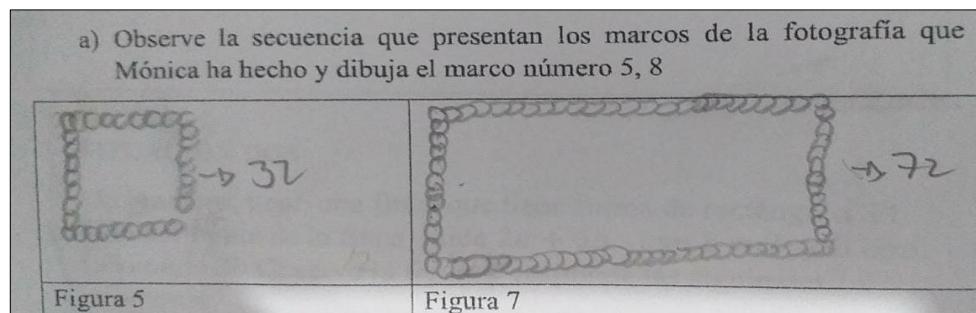 a) Observe la secuencia que presentan los marcos de la fotografía que
Mónica ha hecho y dibuja el marco número 5, 8
→ 32
→ 72
Figura 5
Figura 7